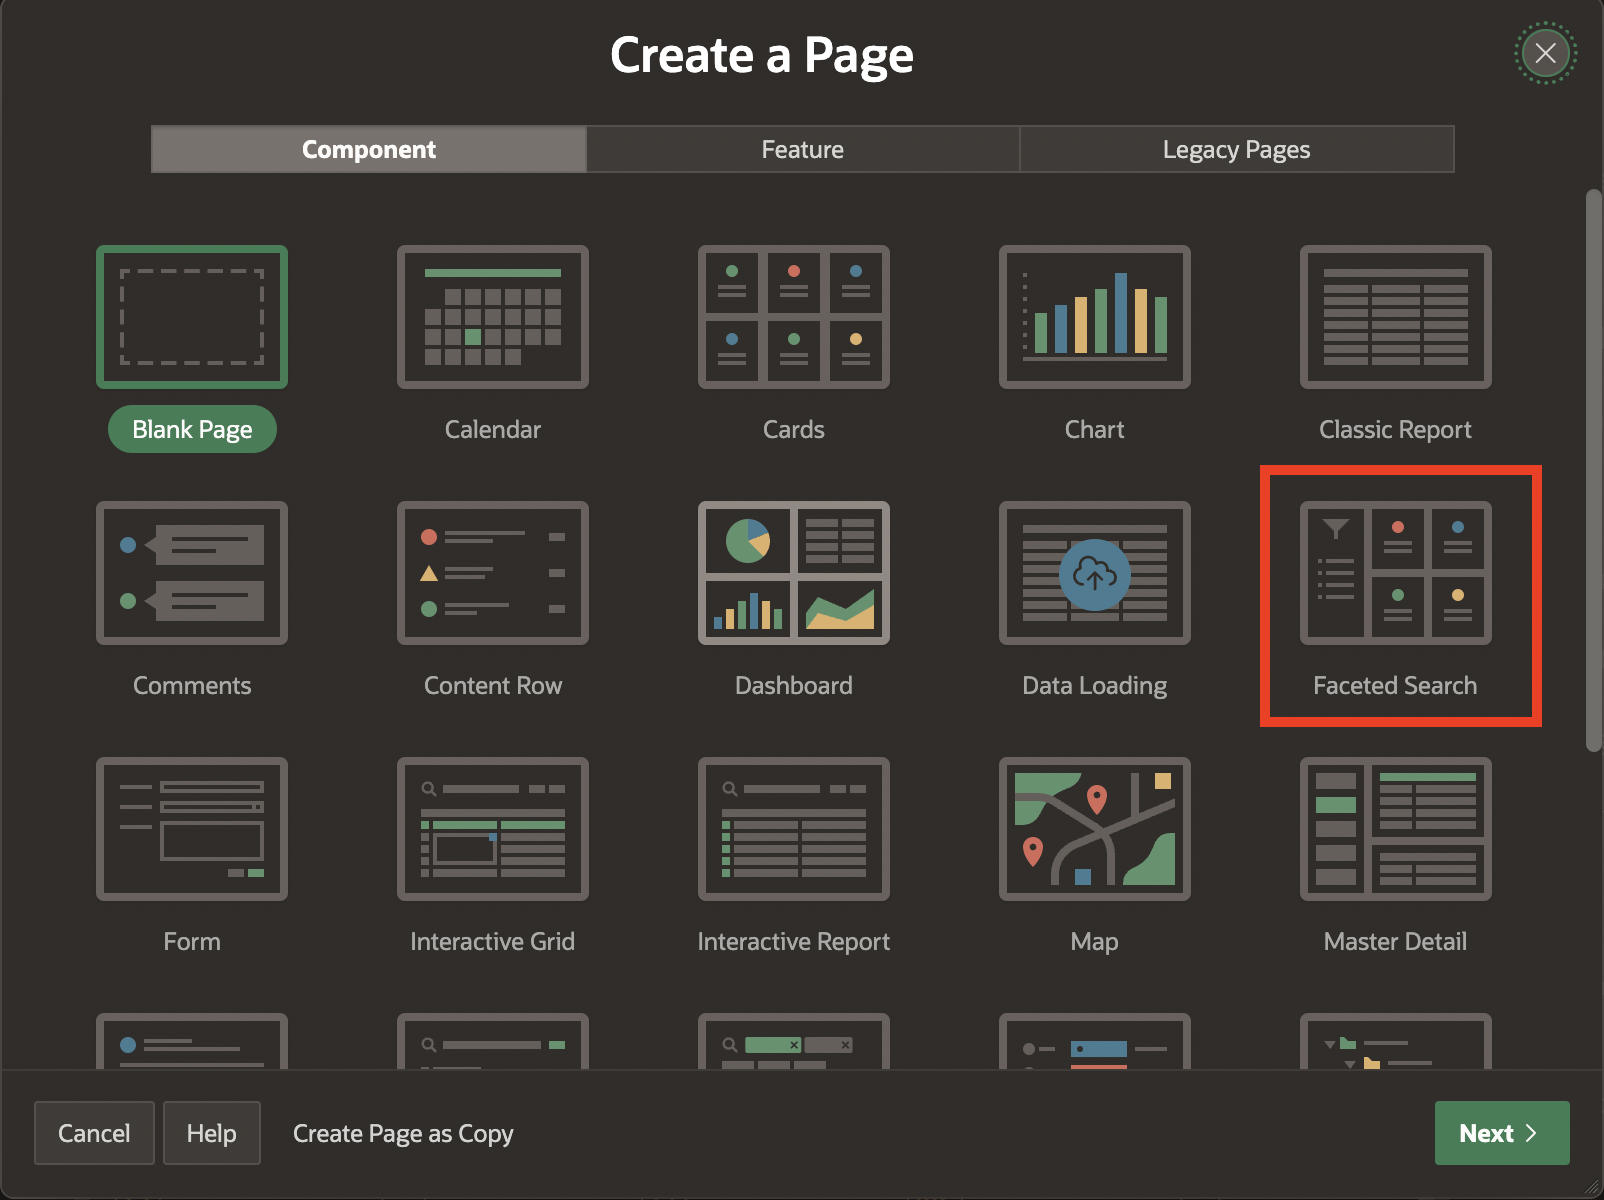 Create a Page
Component
Feature
Legacy Pages
Blank Page
Calendar
Cards
Chart
Classic Report
Comments
Content Row
Dashboard
Data Loading
Faceted Search
Form
Interactive Grid
Interactive Report
Map
Master Detail
Cancel
Help
Create Page as Copy
Next